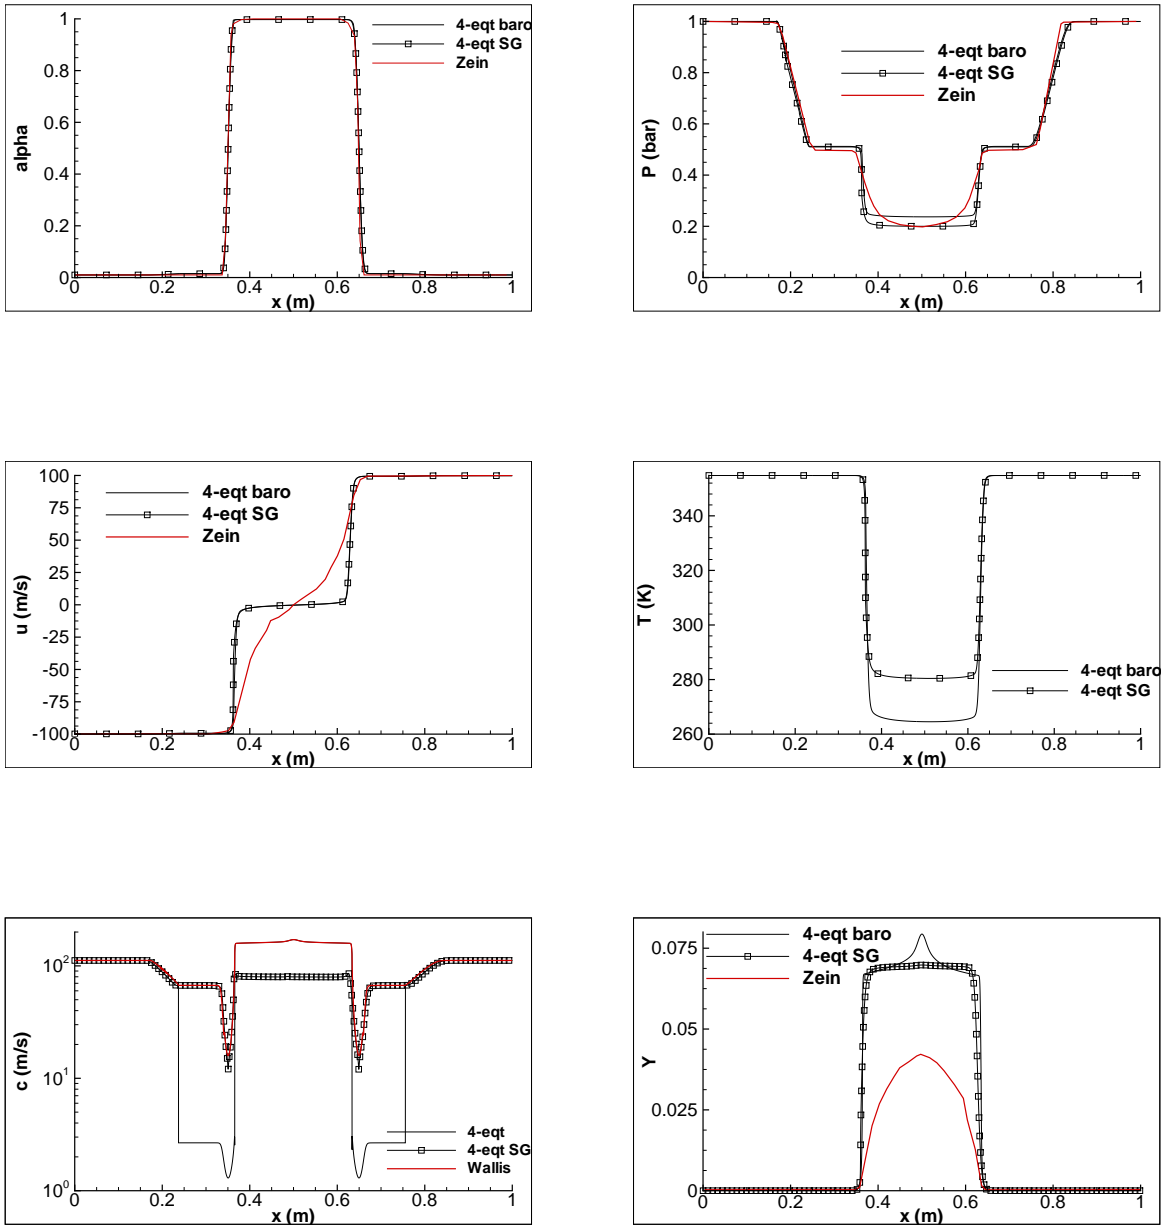 4-eqt baro
4-eqt SG
Zein
alpha
1
0.8
0.6
0.4
0.2
0
0 0.2 0.4 0.6 0.8 1
x (m)
4-eqt baro
4-eqt SG
Zein
P (bar)
1
0.8
0.6
0.4
0.2
0
0 0.2 0.4 0.6 0.8 1
x (m)
4-eqt baro
4-eqt SG
Zein
u (m/s)
100
75
50
25
0
-25
-50
-75
-100
0 0.2 0.4 0.6 0.8 1
x (m)
4-eqt baro
4-eqt SG
T (K)
340
320
300
280
260
0 0.2 0.4 0.6 0.8 1
x (m)
4-eqt
4-eqt SG
Wallis
c (m/s)
10²
10¹
10⁰
0 0.2 0.4 0.6 0.8 1
x (m)
4-eqt baro
4-eqt SG
Zein
Y
0.075
0.05
0.025
0
0 0.2 0.4 0.6 0.8 1
x (m)